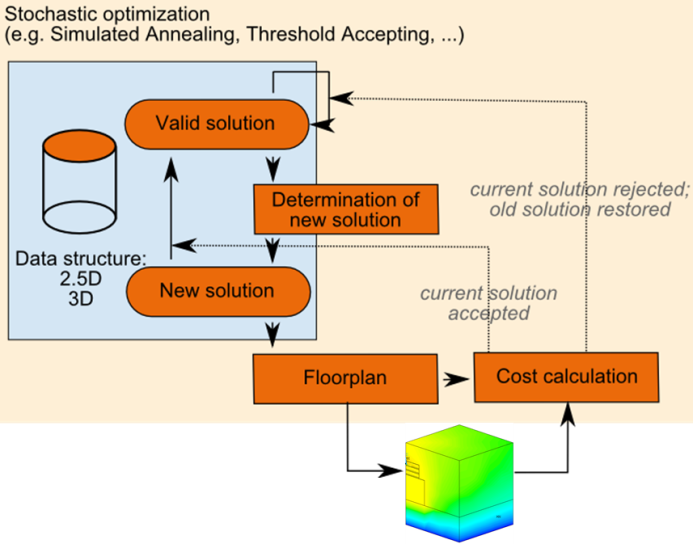 Stochastic optimization
(e.g. Simulated Annealing, Threshold Accepting, ...)
Valid solution
Determination of
new solution
current solution rejected;
old solution restored
Data structure:
2.5D
3D
New solution
current solution
accepted
Floorplan
Cost calculation